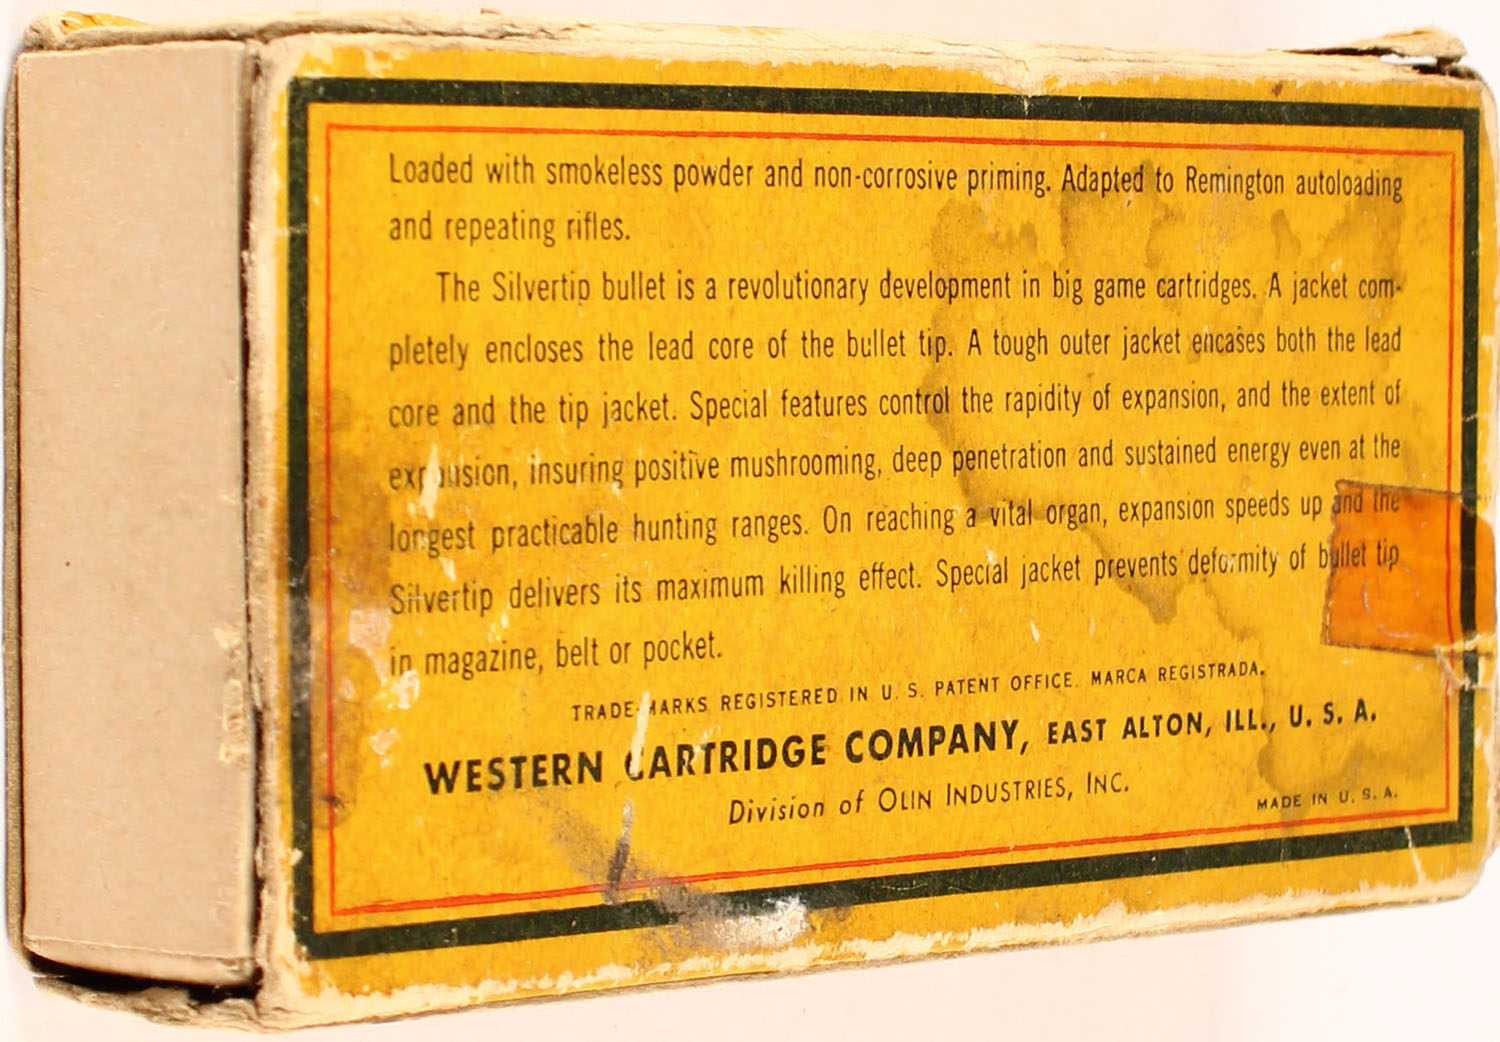 Loaded with smokeless powder and non-corrosive priming. Adapted to Remington autoloading
and repeating rifles.
The Silvertip bullet is a revolutionary development in big game cartridges. A jacket com-
pletely encloses the lead core of the bullet tip. A tough outer jacket encases both the lead
core and the tip jacket. Special features control the rapidity of expansion, and the extent of
expansion, insuring positive mushrooming, deep penetration and sustained energy even at the
longest practicable hunting ranges. On reaching a vital organ, expansion speeds up and the
Silvertip delivers its maximum killing effect. Special jacket prevents deformity of bullet tip
in magazine, belt or pocket.
TRADE-MARKS REGISTERED IN U. S. PATENT OFFICE. MARCA REGISTRADA.
WESTERN CARTRIDGE COMPANY, EAST ALTON, ILL., U. S. A.
Division of OLIN INDUSTRIES, INC.
MADE IN U. S. A.